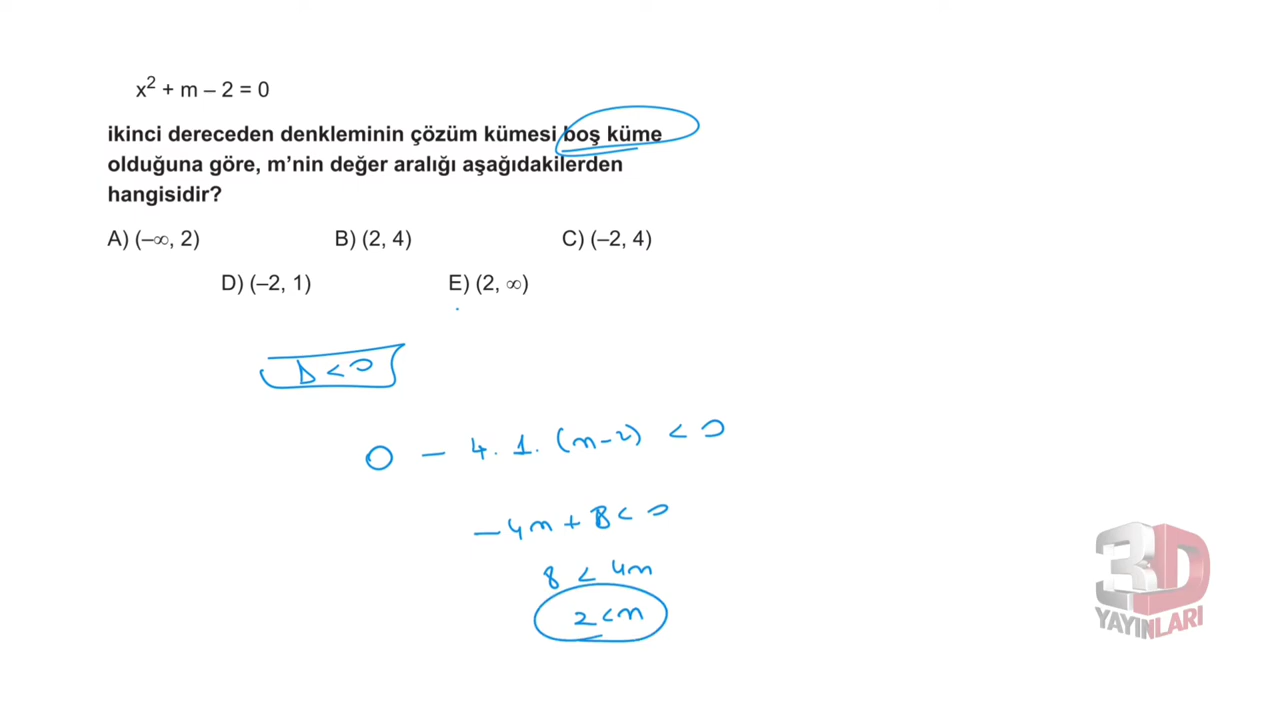 x² + m – 2 = 0
ikinci dereceden denkleminin çözüm kümesi boş küme
olduğuna göre, m'nin değer aralığı aşağıdakilerden
hangisidir?
A) (–∞, 2) B) (2, 4) C) (–2, 4)
D) (–2, 1) E) (2, ∞)
Δ < 0
0 – 4 . 1 . (m – 2) < 0
– 4m + 8 < 0
8 < 4m
2 < m
3D
YAYINLARI